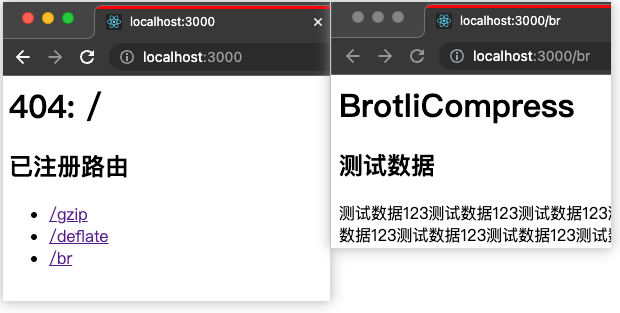 localhost:3000
localhost:3000
404: /
已注册路由
/gzip
/deflate
/br
localhost:3000/br
localhost:3000/br
BrotliCompress
测试数据
测试数据123测试数据123测试数据123
数据123测试数据123测试数据123测试